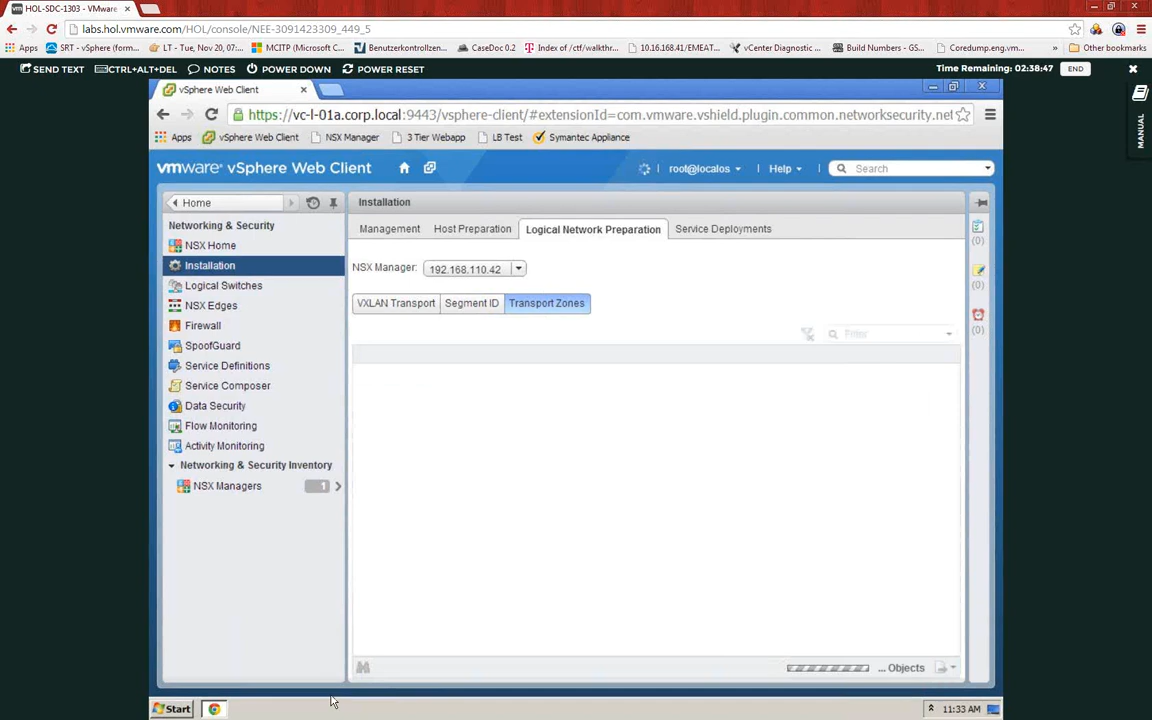 HOL-SDC-1303 - VMware
labs.hol.vmware.com/HOL/console/NEE-3091423309_449_5
Apps SRT - vSphere (form... LT - Tue, Nov 20, 07:... MCITP (Microsoft C... Benutzerkontrollzen... CaseDoc 0.2 Index of /ctf/walkthr... 10.16.168.41/EMEAT... vCenter Diagnostic ... Build Numbers - GS... Coredump.eng.vm... » Other bookmarks
SEND TEXT CTRL+ALT+DEL NOTES POWER DOWN POWER RESET Time Remaining: 02:38:47 END
MANUAL
vSphere Web Client
https://vc-l-01a.corp.local:9443/vsphere-client/#extensionId=com.vmware.vshield.plugin.common.networksecurity.net
Apps vSphere Web Client NSX Manager 3 Tier Webapp LB Test Symantec Appliance
vmware® vSphere Web Client root@localos Help Search
Home
Installation
Networking & Security
NSX Home
Installation
Logical Switches
NSX Edges
Firewall
SpoofGuard
Service Definitions
Service Composer
Data Security
Flow Monitoring
Activity Monitoring
Networking & Security Inventory
NSX Managers 1
Management Host Preparation Logical Network Preparation Service Deployments
NSX Manager: 192.168.110.42
VXLAN Transport Segment ID Transport Zones
Filter
... Objects
(0)
(0)
(0)
Start 11:33 AM